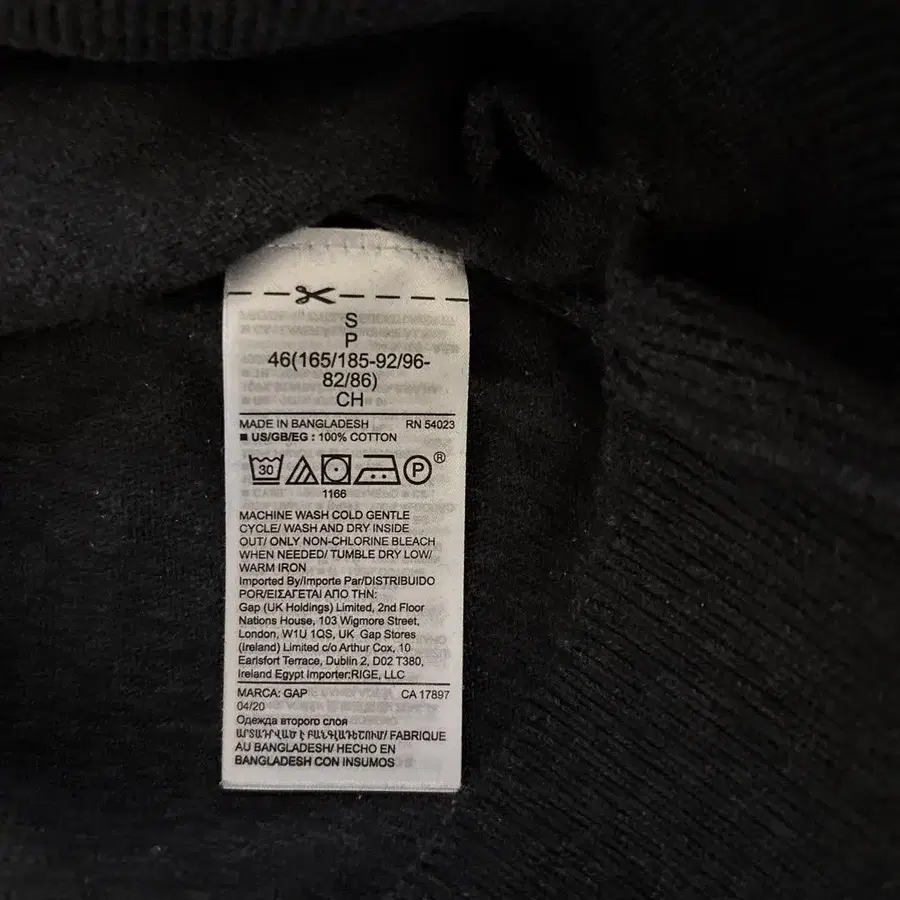 S
P
46(165/185-92/96-
82/86)
CH
MADE IN BANGLADESH RN 54023
■ US/GB/EG : 100% COTTON
30 P ®
1166
MACHINE WASH COLD GENTLE
CYCLE/ WASH AND DRY INSIDE
OUT/ ONLY NON-CHLORINE BLEACH
WHEN NEEDED/ TUMBLE DRY LOW/
WARM IRON
Imported By/Importe Par/DISTRIBUIDO
POR/ΕΙΣΑΓΕΤΑΙ ΑΠΟ ΤΗΝ:
Gap (UK Holdings) Limited, 2nd Floor
Nations House, 103 Wigmore Street,
London, W1U 1QS, UK Gap Stores
(Ireland) Limited c/o Arthur Cox, 10
Earlsfort Terrace, Dublin 2, D02 T380,
Ireland Egypt Importer:RIGE, LLC
MARCA: GAP CA 17897
04/20
Одежда второго слоя
ԱՐՏԱԴՐՎԱԾ Է ԲԱՆԳԼԱԴԵՇՈՒՄ/ FABRIQUE
AU BANGLADESH/ HECHO EN
BANGLADESH CON INSUMOS